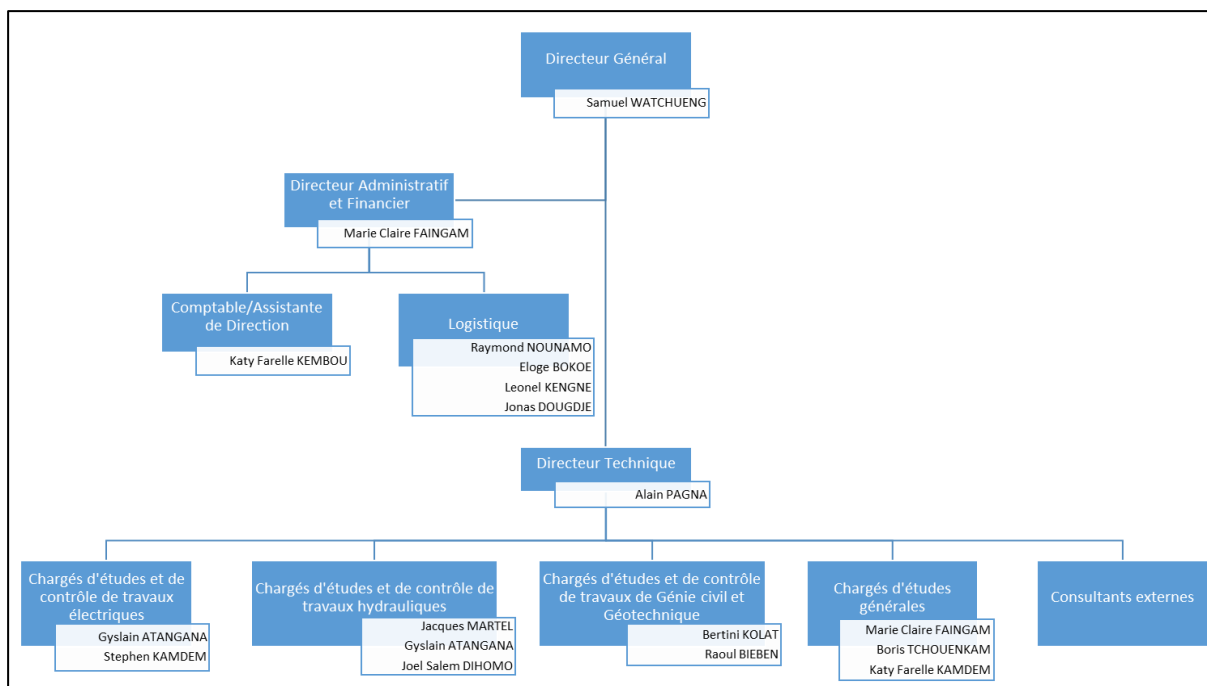 Directeur Général
Samuel WATCHUENG
Directeur Administratif
et Financier
Marie Claire FAINGAM
Comptable/Assistante
de Direction
Katy Farelle KEMBOU
Logistique
Raymond NOUNAMO
Eloge BOKOE
Leonel KENGNE
Jonas DOUGDJE
Directeur Technique
Alain PAGNA
Chargés d'études et de
contrôle de travaux
électriques
Gyslain ATANGANA
Stephen KAMDEM
Chargés d'études et de contrôle de
travaux hydrauliques
Jacques MARTEL
Gyslain ATANGANA
Joel Salem DIHOMO
Chargés d'études et de contrôle
de travaux de Génie civil et
Géotechnique
Bertini KOLAT
Raoul BIEBEN
Chargés d'études
générales
Marie Claire FAINGAM
Boris TCHOUENKAM
Katy Farelle KAMDEM
Consultants externes